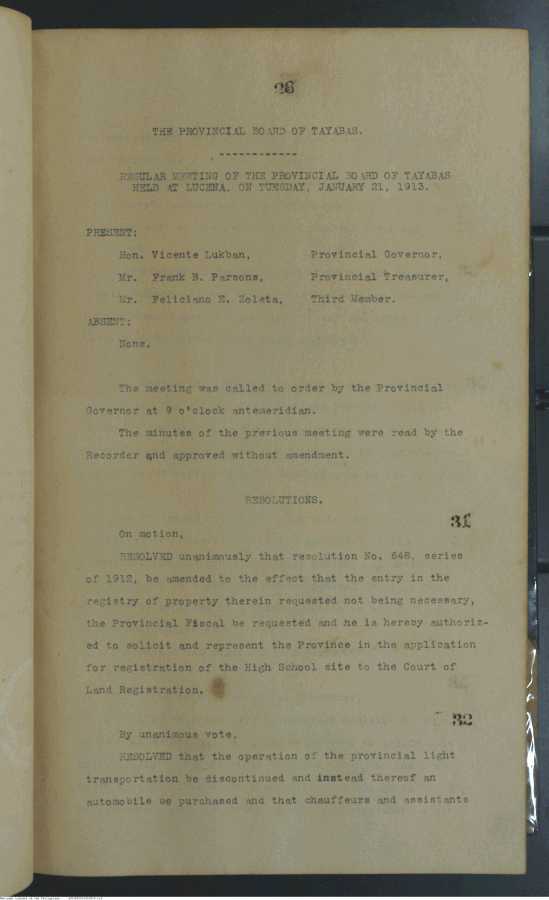 26
THE PROVINCIAL BOARD OF TAYABAS.
------------
REGULAR MEETING OF THE PROVINCIAL BOARD OF TAYABAS
HELD AT LUCENA, ON TUESDAY, JANUARY 21, 1913.
PRESENT:
Hon. Vicente Lukban, Provincial Governor,
Mr. Frank B. Parsons, Provincial Treasurer,
Mr. Feliciano E. Zoleta, Third Member.
ABSENT:
None.
The meeting was called to order by the Provincial
Governor at 9 o'clock antemeridian.
The minutes of the previous meeting were read by the
Recorder and approved without amendment.
RESOLUTIONS.
31
On motion,
RESOLVED unanimously that resolution No. 648, series
of 1912, be amended to the effect that the entry in the
registry of property therein requested not being necessary,
the Provincial Fiscal be requested and he is hereby authoriz-
ed to solicit and represent the Province in the application
for registration of the High School site to the Court of
Land Registration.
32
By unanimous vote,
RESOLVED that the operation of the provincial light
transportation be discontinued and instead thereof an
automobile be purchased and that chauffeurs and assistants